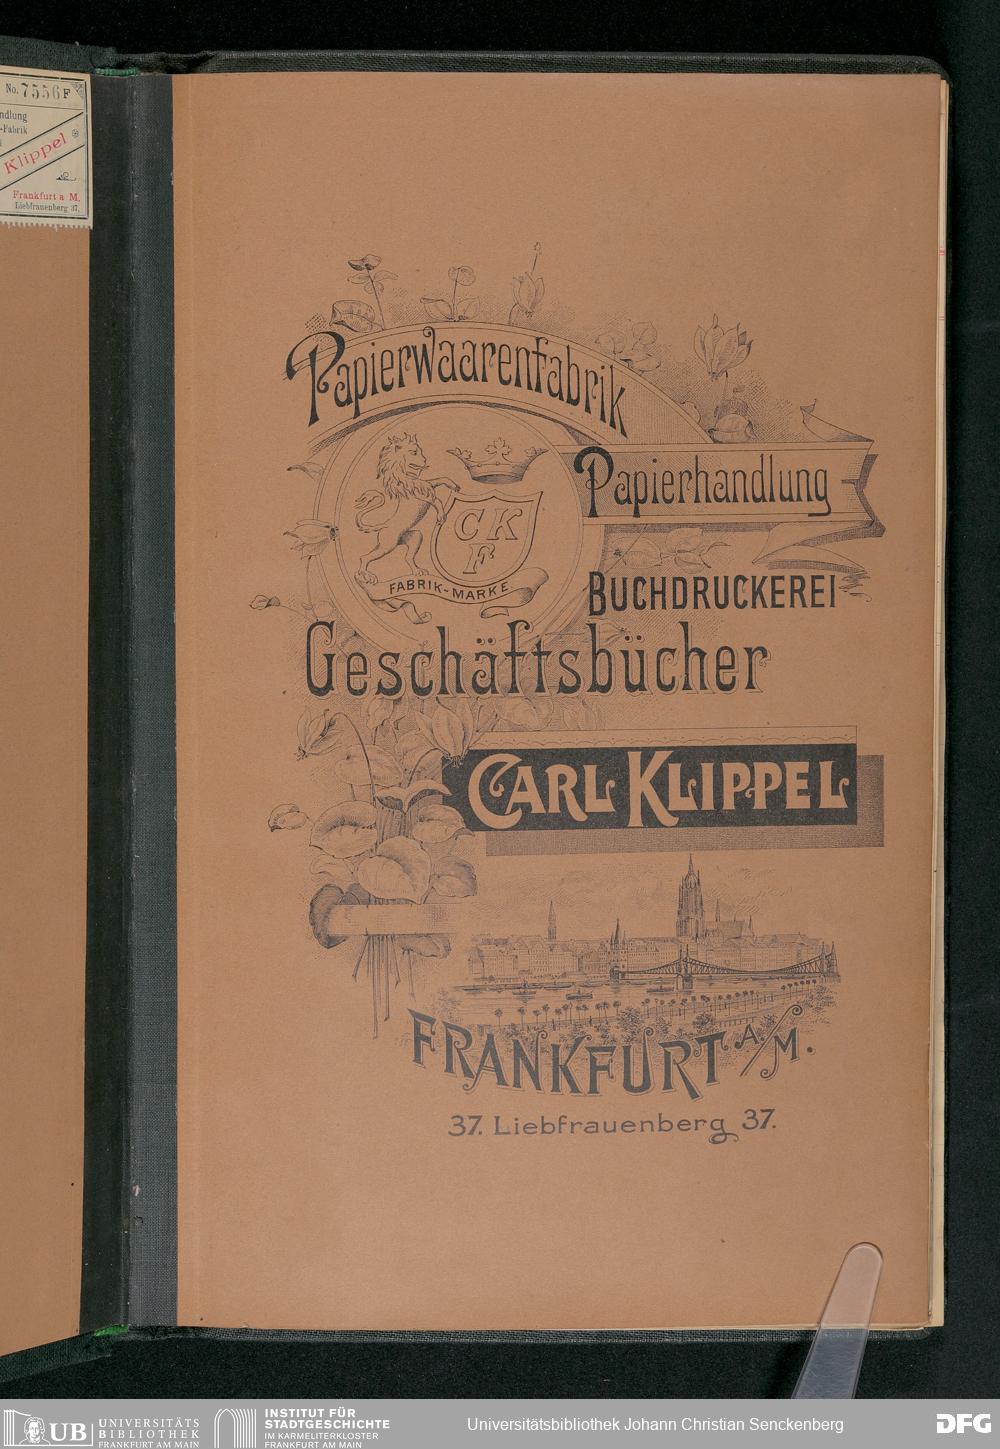 No. 7556 F
ndlung
-Fabrik
Klippel
Frankfurt a M.
Liebfrauenberg 37.
Papierwaarenfabrik
Papierhandlung
CK
F
FABRIK-MARKE
BUCHDRUCKEREI
Geschäftsbücher
CARL KLIPPEL
FRANKFURT A/M.
37. Liebfrauenberg 37.
UB UNIVERSITÄTS
BIBLIOTHEK
FRANKFURT AM MAIN
INSTITUT FÜR
STADTGESCHICHTE
IM KARMELITERKLOSTER
FRANKFURT AM MAIN
Universitätsbibliothek Johann Christian Senckenberg
DFG